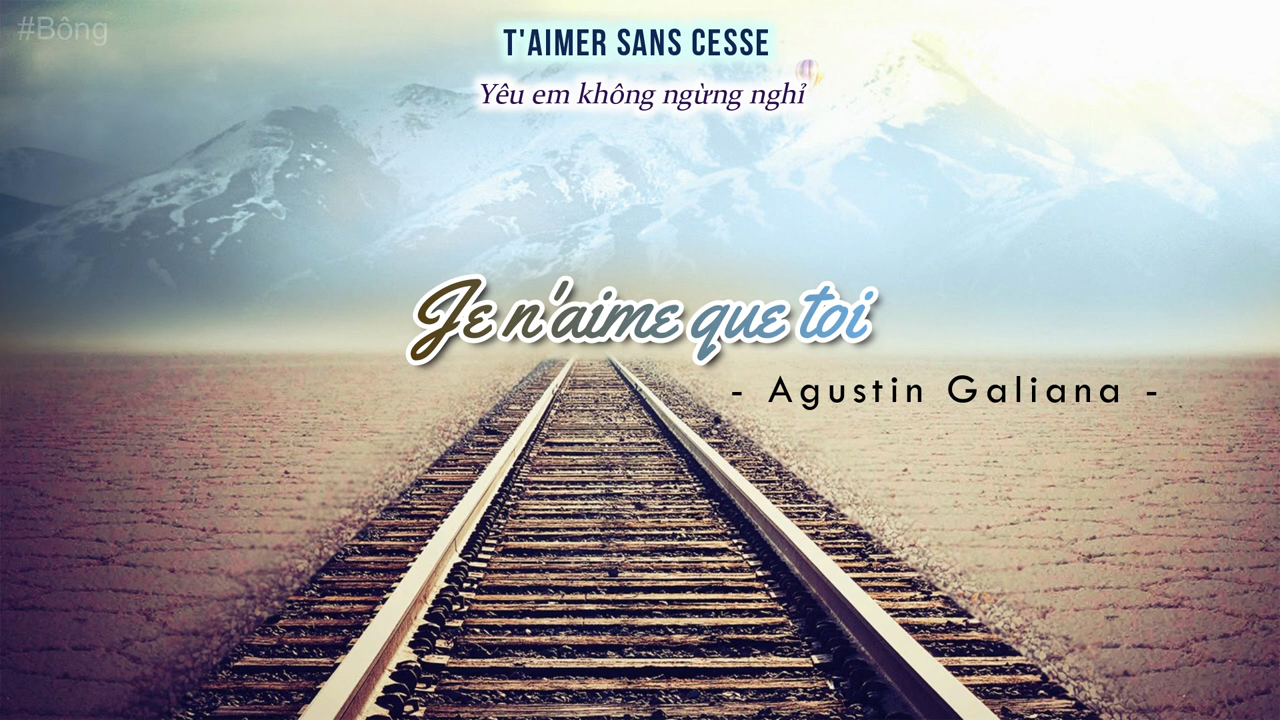 #Bông
T'AIMER SANS CESSE
Yêu em không ngừng nghỉ
Je n'aime que toi
- Agustin Galiana -